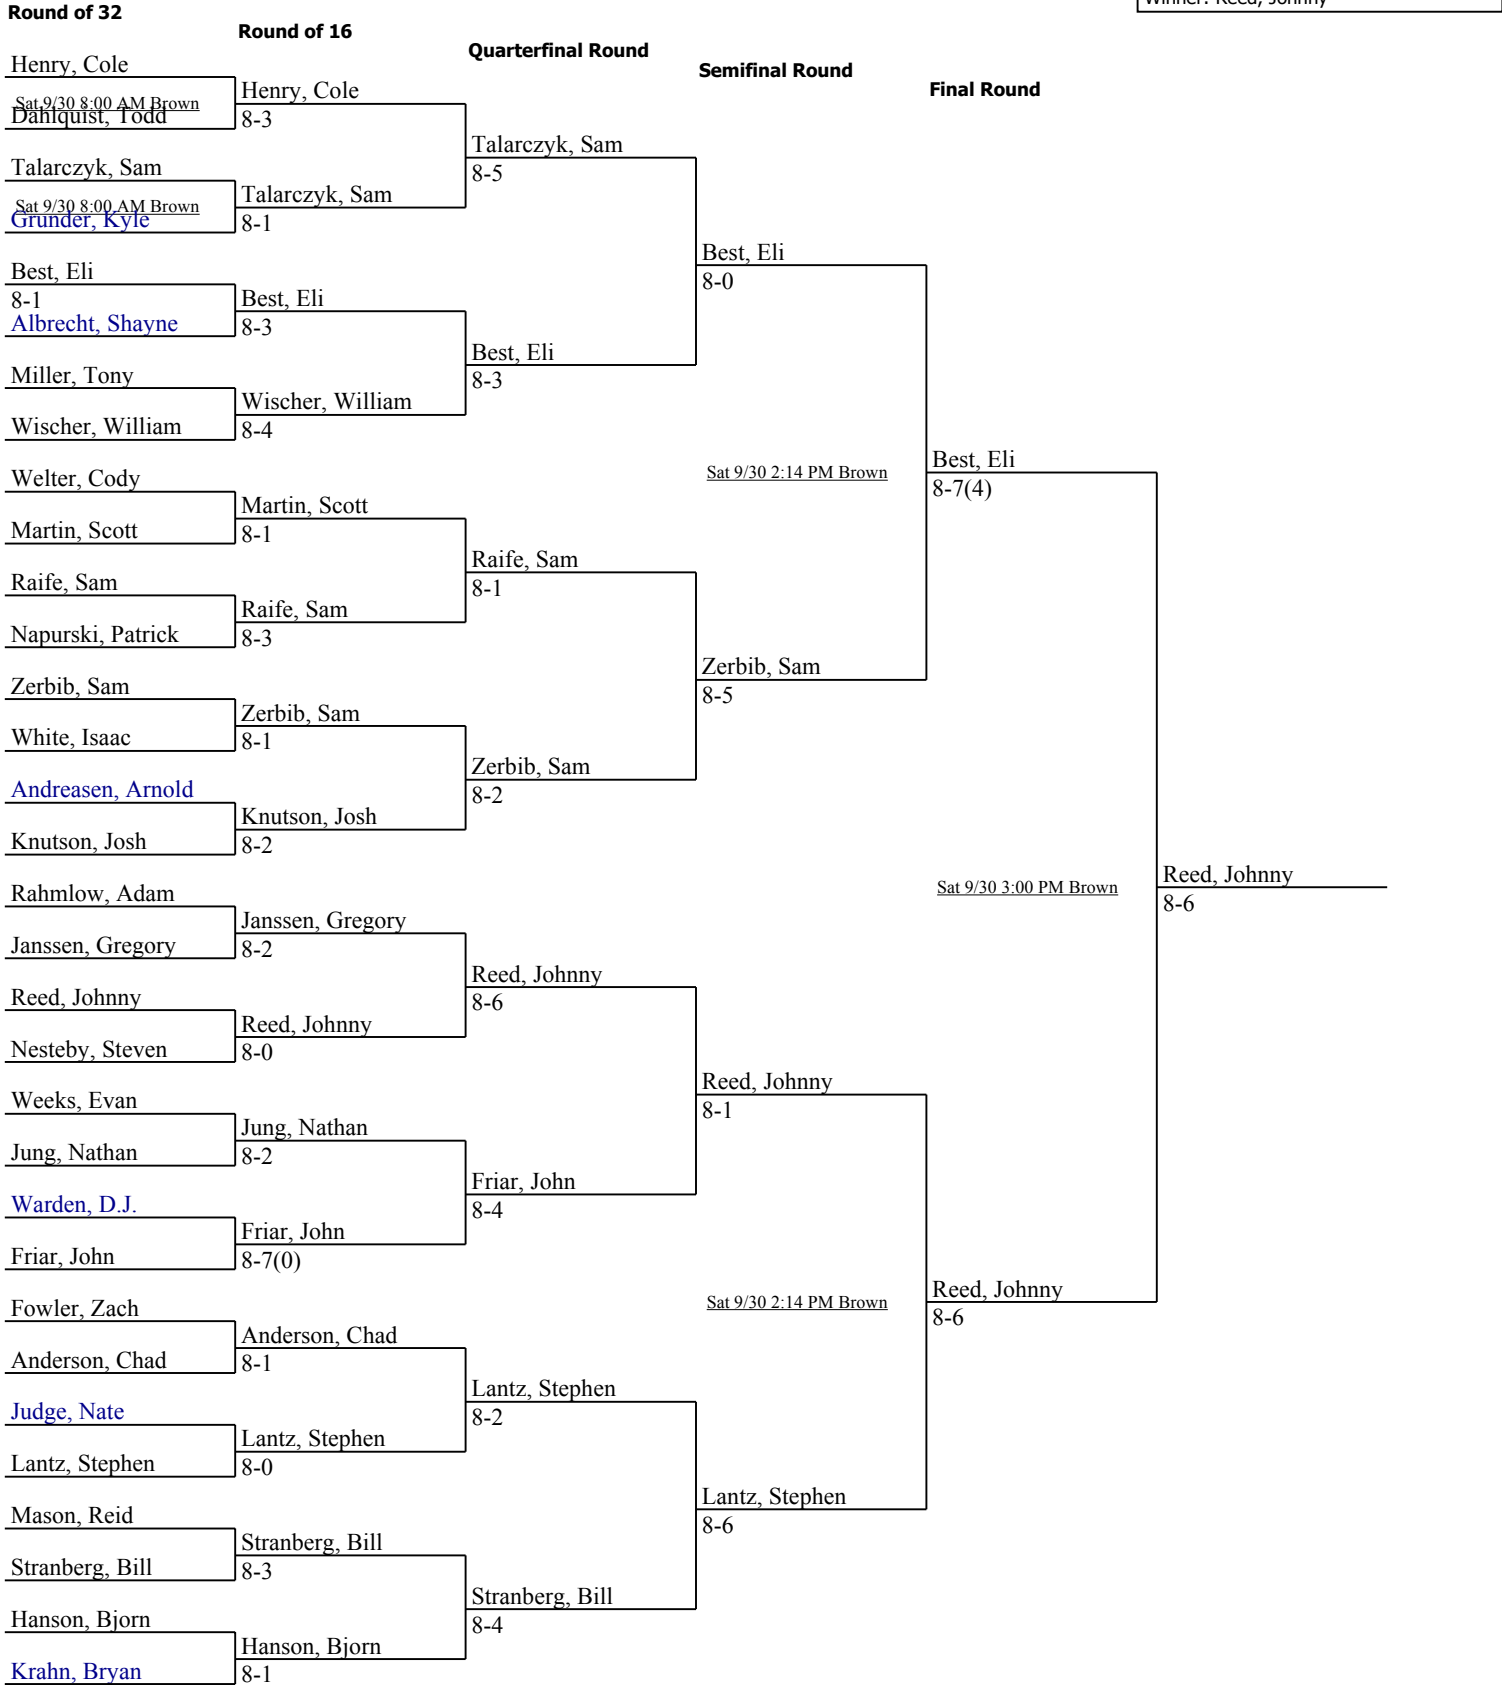 Winner: Reed, Johnny
Round of 32
Round of 16
Quarterfinal Round
Semifinal Round
Final Round
Henry, Cole
Sat 9/30 8:00 AM Brown
Dahlquist, Todd
Talarczyk, Sam
Sat 9/30 8:00 AM Brown
Grunder, Kyle
Best, Eli
8-1
Albrecht, Shayne
Miller, Tony
Wischer, William
Welter, Cody
Martin, Scott
Raife, Sam
Napurski, Patrick
Zerbib, Sam
White, Isaac
Andreasen, Arnold
Knutson, Josh
Rahmlow, Adam
Janssen, Gregory
Reed, Johnny
Nesteby, Steven
Weeks, Evan
Jung, Nathan
Warden, D.J.
Friar, John
Fowler, Zach
Anderson, Chad
Judge, Nate
Lantz, Stephen
Mason, Reid
Stranberg, Bill
Hanson, Bjorn
Krahn, Bryan
Henry, Cole
8-3
Talarczyk, Sam
8-1
Best, Eli
8-3
Wischer, William
8-4
Martin, Scott
8-1
Raife, Sam
8-3
Zerbib, Sam
8-1
Knutson, Josh
8-2
Janssen, Gregory
8-2
Reed, Johnny
8-0
Jung, Nathan
8-2
Friar, John
8-7(0)
Anderson, Chad
8-1
Lantz, Stephen
8-0
Stranberg, Bill
8-3
Hanson, Bjorn
8-1
Talarczyk, Sam
8-5
Best, Eli
8-3
Raife, Sam
8-1
Zerbib, Sam
8-2
Reed, Johnny
8-6
Friar, John
8-4
Lantz, Stephen
8-2
Stranberg, Bill
8-4
Best, Eli
8-0
Sat 9/30 2:14 PM Brown
Zerbib, Sam
8-5
Reed, Johnny
8-1
Sat 9/30 2:14 PM Brown
Lantz, Stephen
8-6
Best, Eli
8-7(4)
Sat 9/30 3:00 PM Brown
Reed, Johnny
8-6
Reed, Johnny
8-6